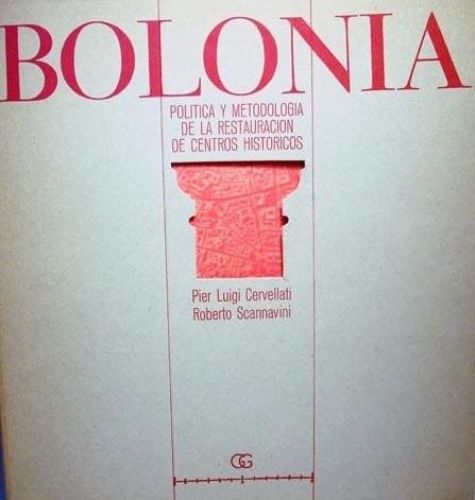 BOLONIA
POLITICA Y METODOLOGIA
DE LA RESTAURACION
DE CENTROS HISTORICOS
Pier Luigi Cervellati
Roberto Scannavini
GG